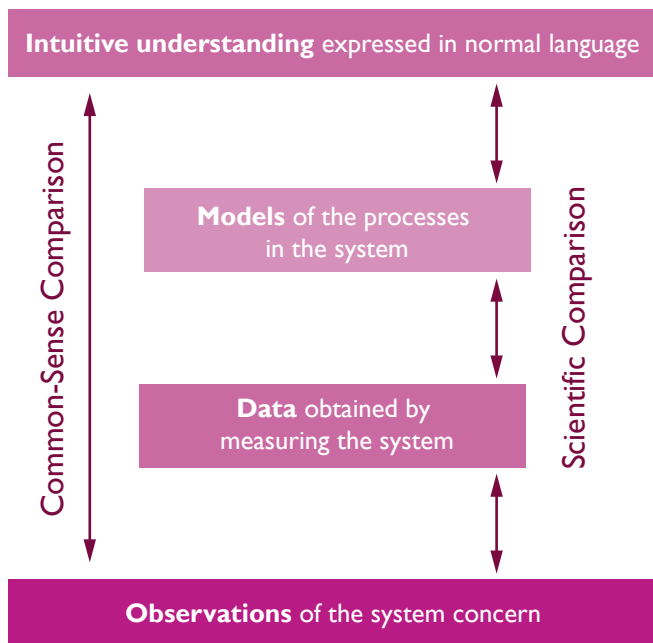 Intuitive understanding expressed in normal language
Common-Sense Comparison
Models of the processes
in the system
Scientific Comparison
Data obtained by
measuring the system
Observations of the system concern